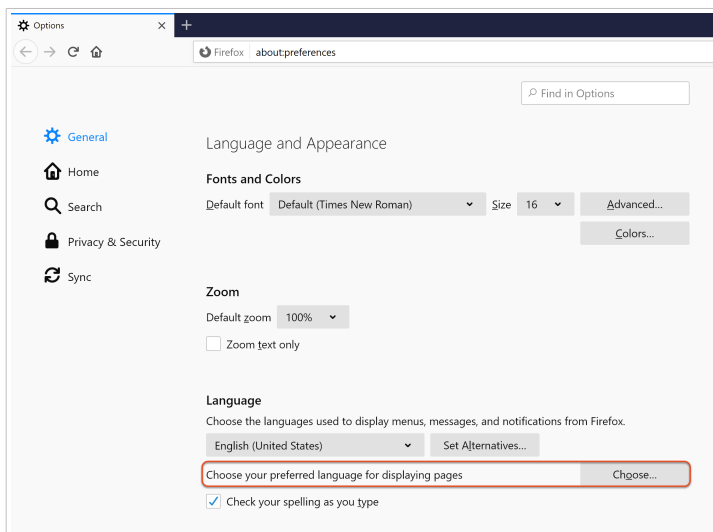 Options
Firefox about:preferences
Find in Options
General
Home
Search
Privacy & Security
Sync
Language and Appearance
Fonts and Colors
Default font Default (Times New Roman) Size 16 Advanced...
Colors...
Zoom
Default zoom 100%
Zoom text only
Language
Choose the languages used to display menus, messages, and notifications from Firefox.
English (United States) Set Alternatives...
Choose your preferred language for displaying pages Choose...
Check your spelling as you type